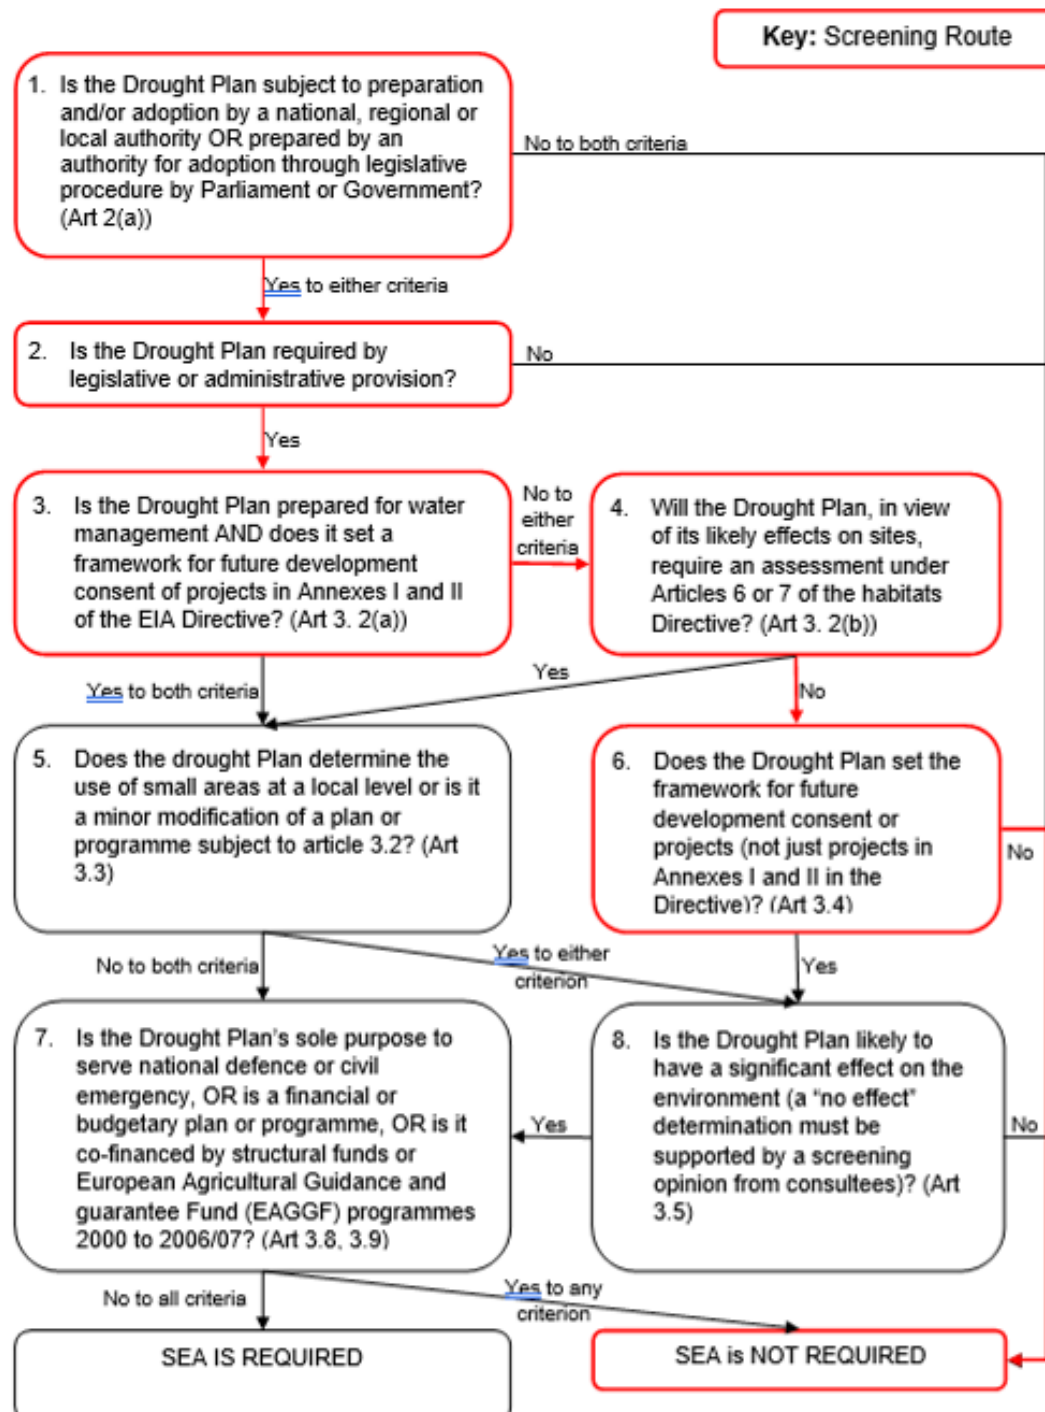 Key: Screening Route
1. Is the Drought Plan subject to preparation
and/or adoption by a national, regional or
local authority OR prepared by an
authority for adoption through legislative
procedure by Parliament or Government?
(Art 2(a))
No to both criteria
Yes to either criteria
2. Is the Drought Plan required by
legislative or administrative provision?
No
Yes
3. Is the Drought Plan prepared for water
management AND does it set a
framework for future development
consent of projects in Annexes I and II
of the EIA Directive? (Art 3. 2(a))
No to
either
criteria
4. Will the Drought Plan, in view
of its likely effects on sites,
require an assessment under
Articles 6 or 7 of the habitats
Directive? (Art 3. 2(b))
Yes to both criteria
Yes
No
5. Does the drought Plan determine the
use of small areas at a local level or is it
a minor modification of a plan or
programme subject to article 3.2? (Art
3.3)
6. Does the Drought Plan set the
framework for future
development consent or
projects (not just projects in
Annexes I and II in the
Directive)? (Art 3.4)
No
No to both criteria
Yes to either
criterion
Yes
7. Is the Drought Plan's sole purpose to
serve national defence or civil
emergency, OR is a financial or
budgetary plan or programme, OR is it
co-financed by structural funds or
European Agricultural Guidance and
guarantee Fund (EAGGF) programmes
2000 to 2006/07? (Art 3.8, 3.9)
Yes
8. Is the Drought Plan likely to
have a significant effect on the
environment (a "no effect"
determination must be
supported by a screening
opinion from consultees)? (Art
3.5)
No
No to all criteria
Yes to any
criterion
SEA IS REQUIRED
SEA is NOT REQUIRED